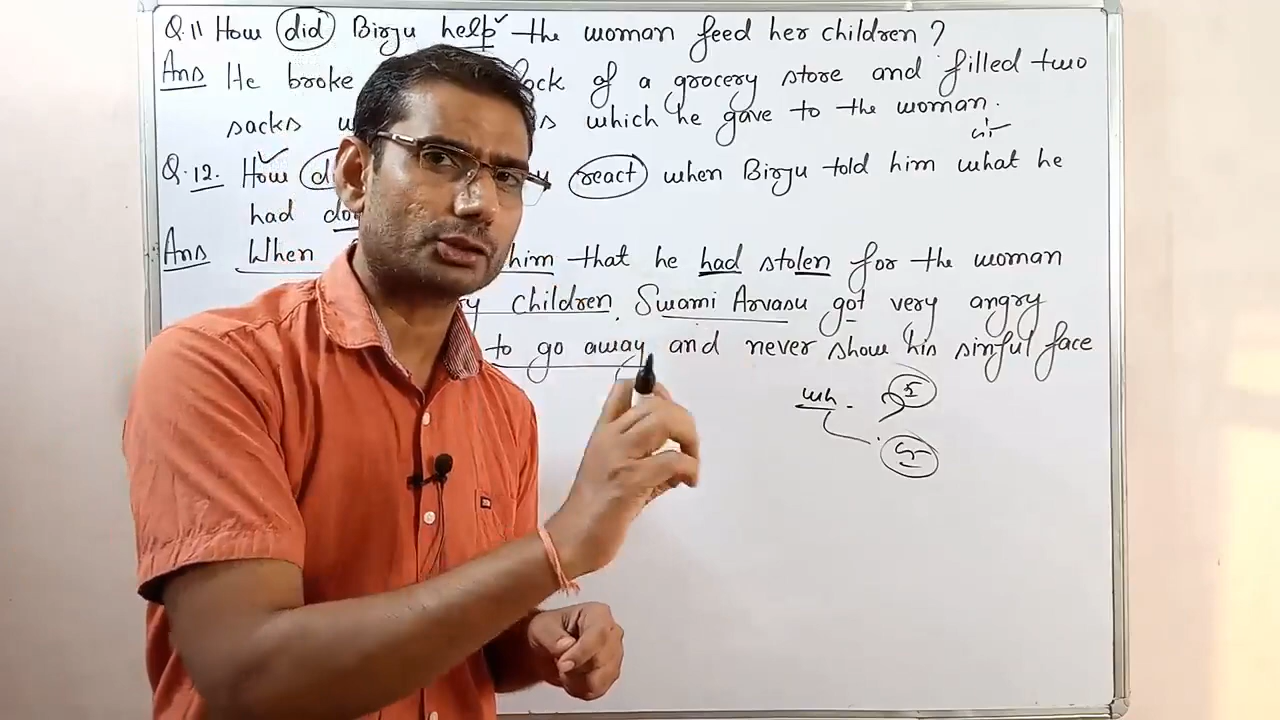 Q.11 How did Birju help the woman feed her children ?
Ans He broke lock of a grocery store and filled two
sacks which he gave to the woman.
Q.12. How react when Birju told him what he
had
Ans When him that he had stolen for the woman
children, Swami Arvasu got very angry
to go away and never show his sinful face
wh -